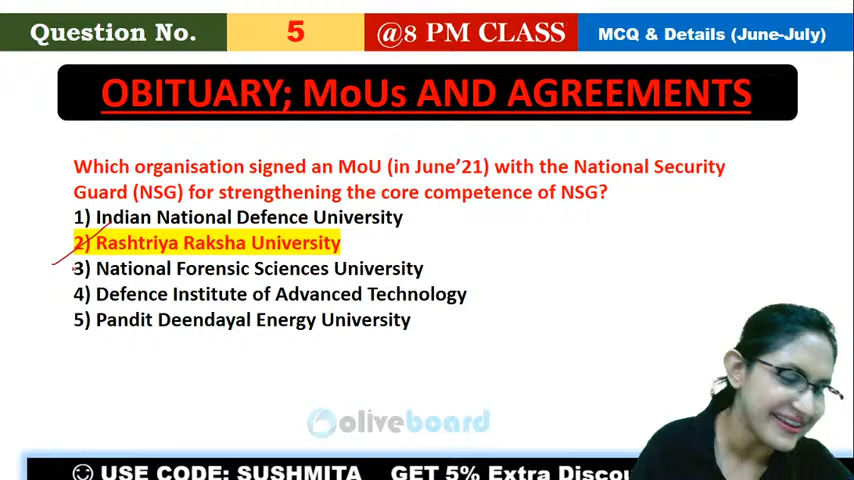 Question No.
5
@8 PM CLASS
MCQ & Details (June-July)
OBITUARY; MoUs AND AGREEMENTS
Which organisation signed an MoU (in June’21) with the National Security
Guard (NSG) for strengthening the core competence of NSG?
1) Indian National Defence University
2) Rashtriya Raksha University
3) National Forensic Sciences University
4) Defence Institute of Advanced Technology
5) Pandit Deendayal Energy University
oliveboard
USE CODE: SUSHMITA GET 5% Extra Discou